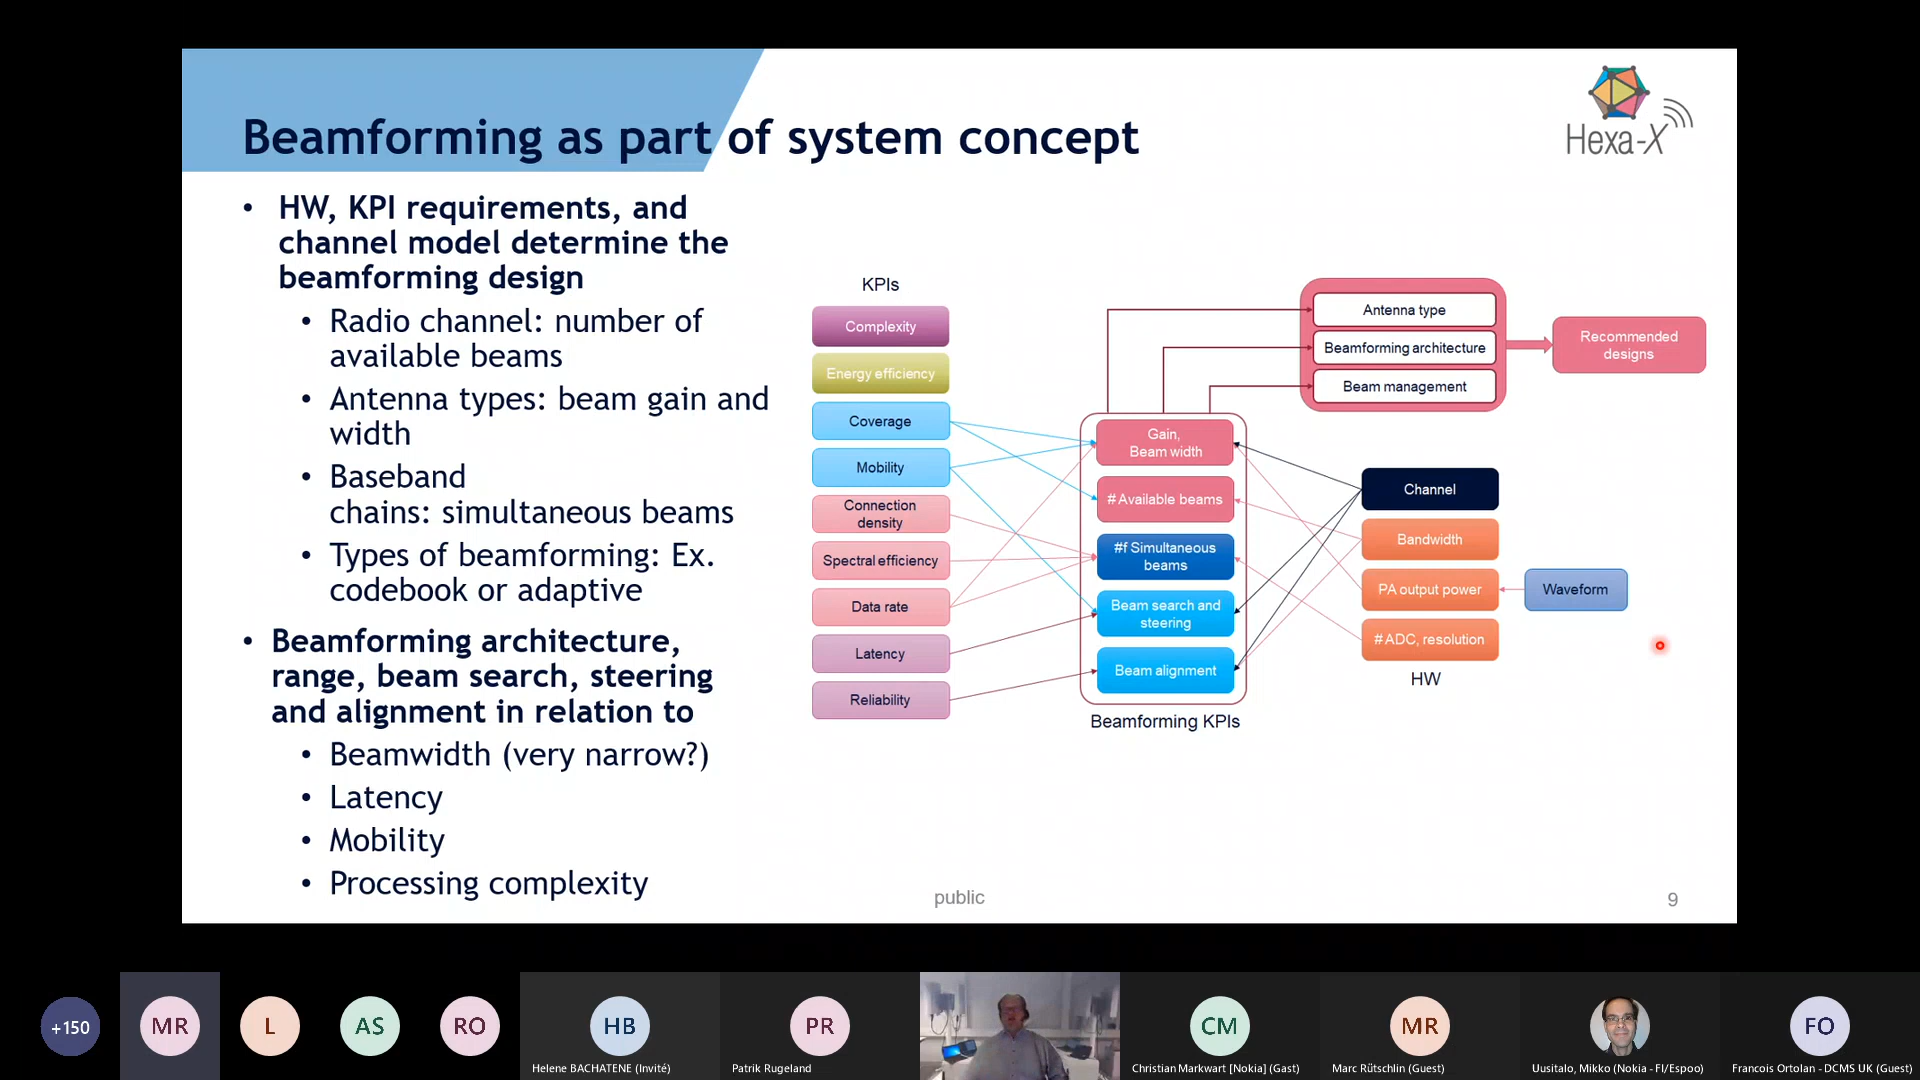 Beamforming as part of system concept
Hexa-X
• HW, KPI requirements, and
channel model determine the
beamforming design
• Radio channel: number of
available beams
• Antenna types: beam gain and
width
• Baseband
chains: simultaneous beams
• Types of beamforming: Ex.
codebook or adaptive
• Beamforming architecture,
range, beam search, steering
and alignment in relation to
• Beamwidth (very narrow?)
• Latency
• Mobility
• Processing complexity
KPIs
Complexity
Energy efficiency
Coverage
Mobility
Connection
density
Spectral efficiency
Data rate
Latency
Reliability
Gain,
Beam width
# Available beams
#f Simultaneous
beams
Beam search and
steering
Beam alignment
Beamforming KPIs
Antenna type
Beamforming architecture
Beam management
Recommended
designs
Channel
Bandwidth
PA output power
# ADC, resolution
HW
Waveform
public
9
+150
MR
L
AS
RO
HB
Helene BACHATENE (Invité)
PR
Patrik Rugeland
CM
Christian Markwart [Nokia] (Gast)
MR
Marc Rütschlin (Guest)
Uusitalo, Mikko (Nokia - FI/Espoo)
FO
Francois Ortolan - DCMS UK (Guest)